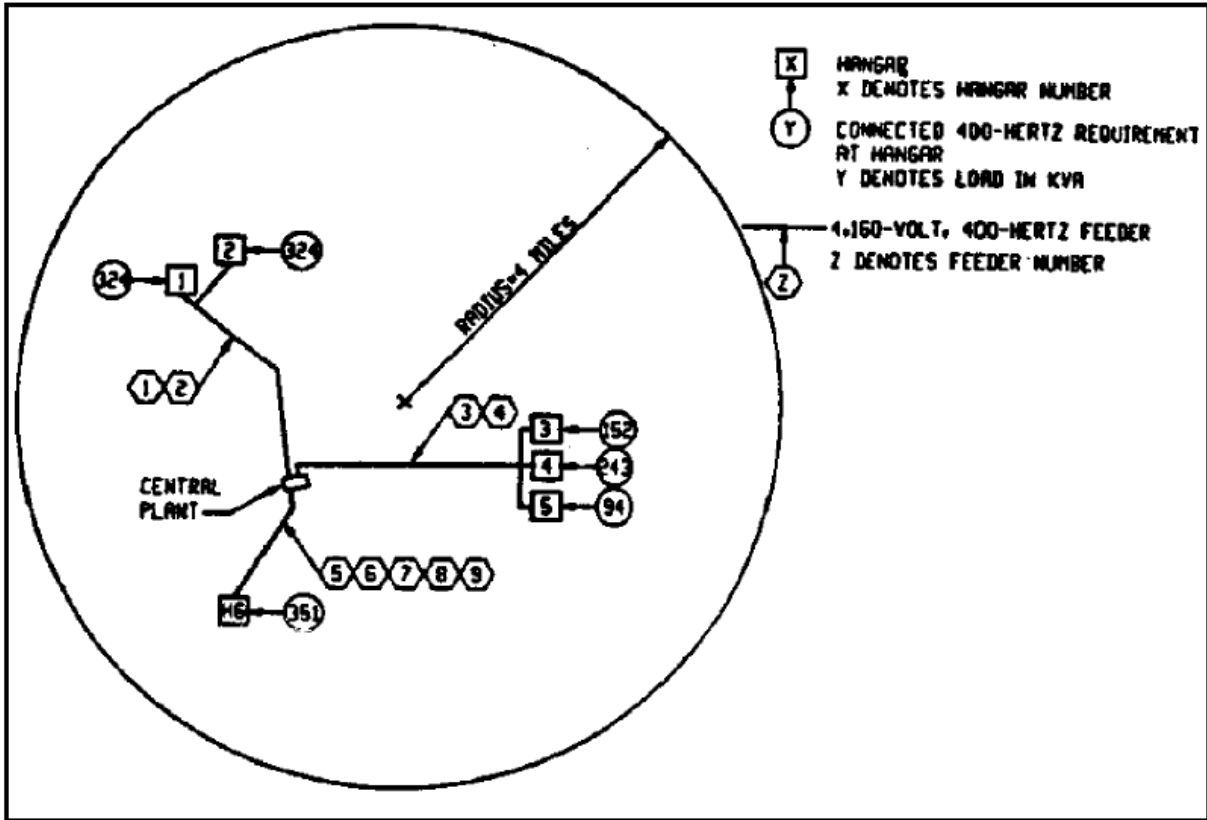 X
HANGAR
X DENOTES HANGAR NUMBER
Y
CONNECTED 400-HERTZ REQUIREMENT
AT HANGAR
Y DENOTES LOAD IN KVA
4,160-VOLT, 400-HERTZ FEEDER
Z DENOTES FEEDER NUMBER
Z
RADIUS=4 MILES
2
324
324
1
1 2
3 4
3
152
4
243
5
94
CENTRAL
PLANT
5 6 7 8 9
H6
351